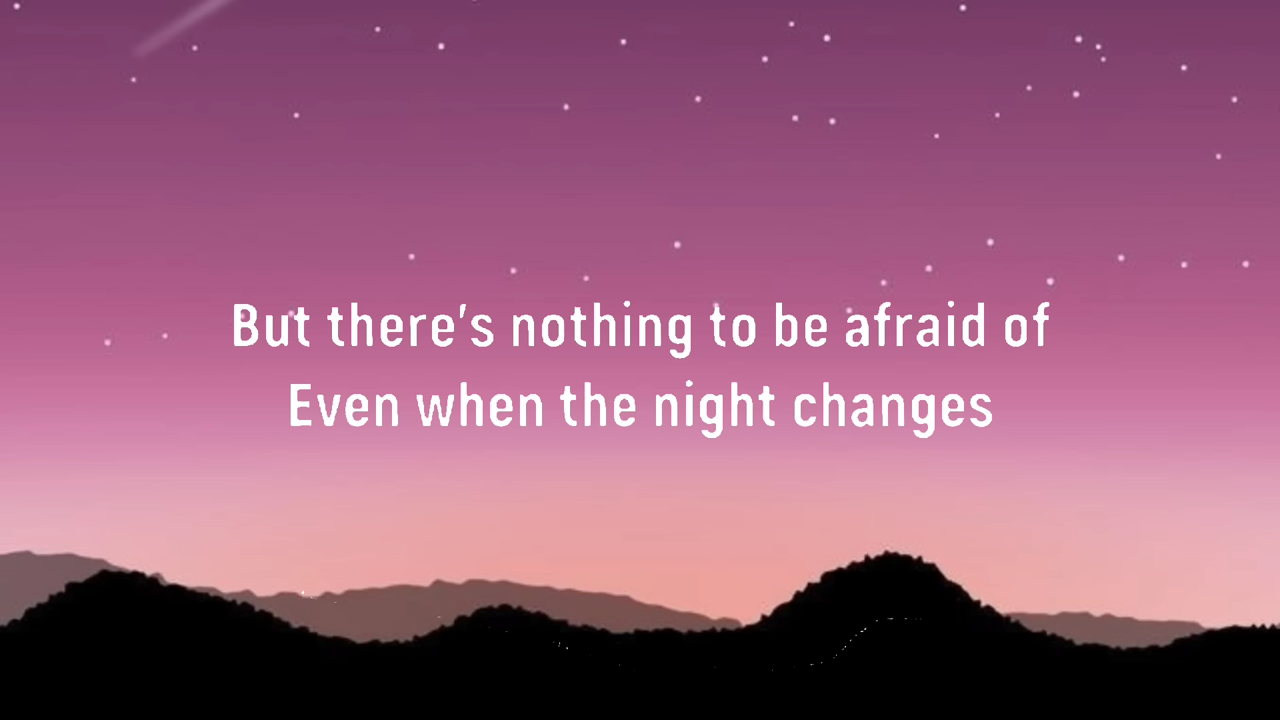 But there's nothing to be afraid of
Even when the night changes